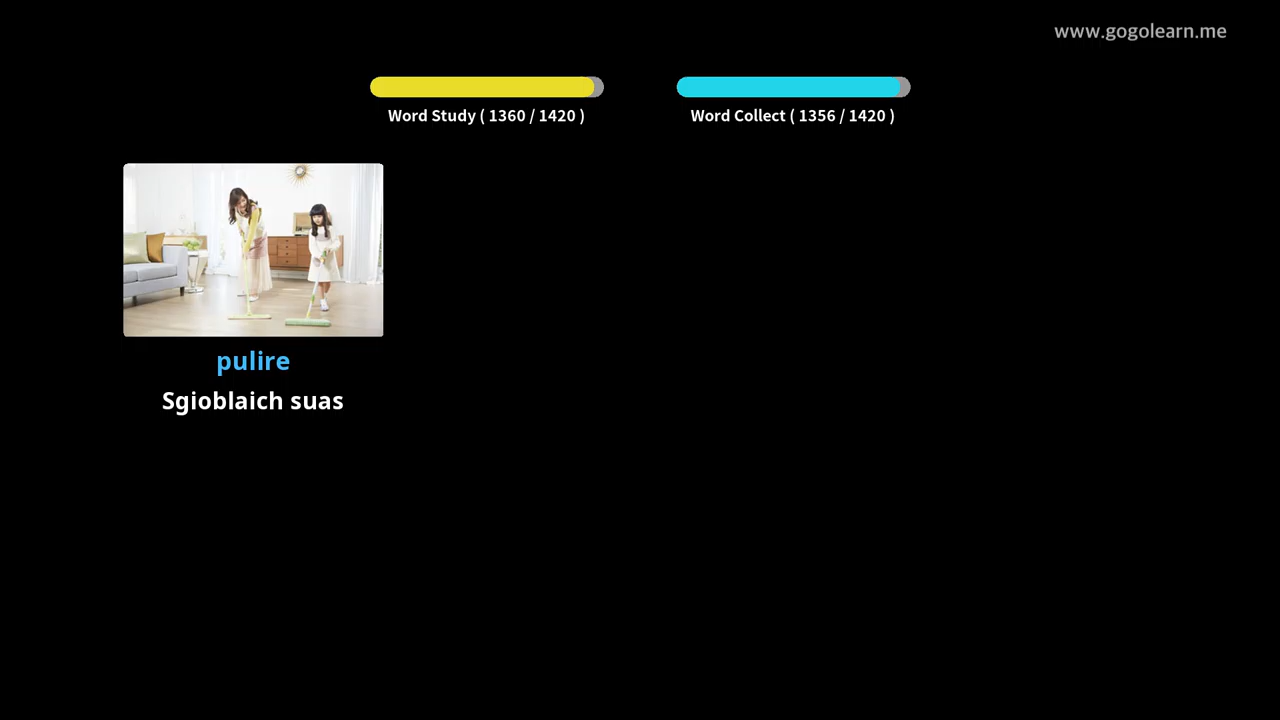 www.gogolearn.me
Word Study ( 1360 / 1420 )
Word Collect ( 1356 / 1420 )
pulire
Sgioblaich suas